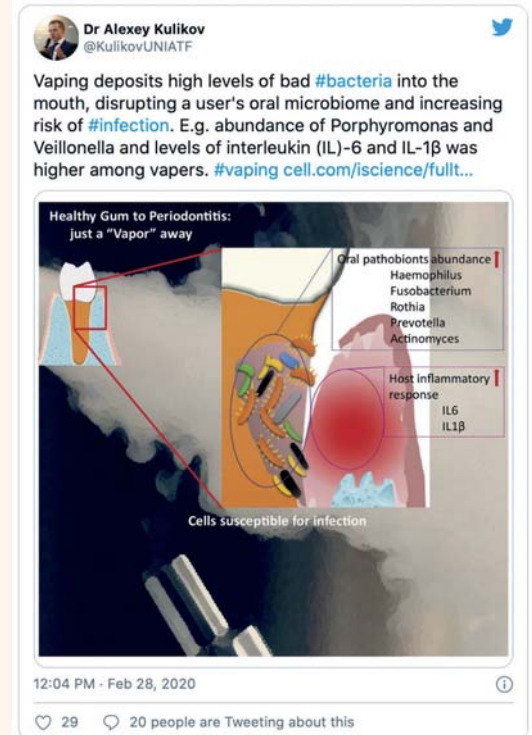 Dr Alexey Kulikov
@KulikovUNIATF
Vaping deposits high levels of bad #bacteria into the
mouth, disrupting a user's oral microbiome and increasing
risk of #infection. E.g. abundance of Porphyromonas and
Veillonella and levels of interleukin (IL)-6 and IL-1β was
higher among vapers. #vaping cell.com/iscience/fullt...
Healthy Gum to Periodontitis:
just a “Vapor” away
Oral pathobionts abundance
Haemophilus
Fusobacterium
Rothia
Prevotella
Actinomyces
Host inflammatory
response
IL6
IL1β
Cells susceptible for infection
12:04 PM · Feb 28, 2020
29 20 people are Tweeting about this